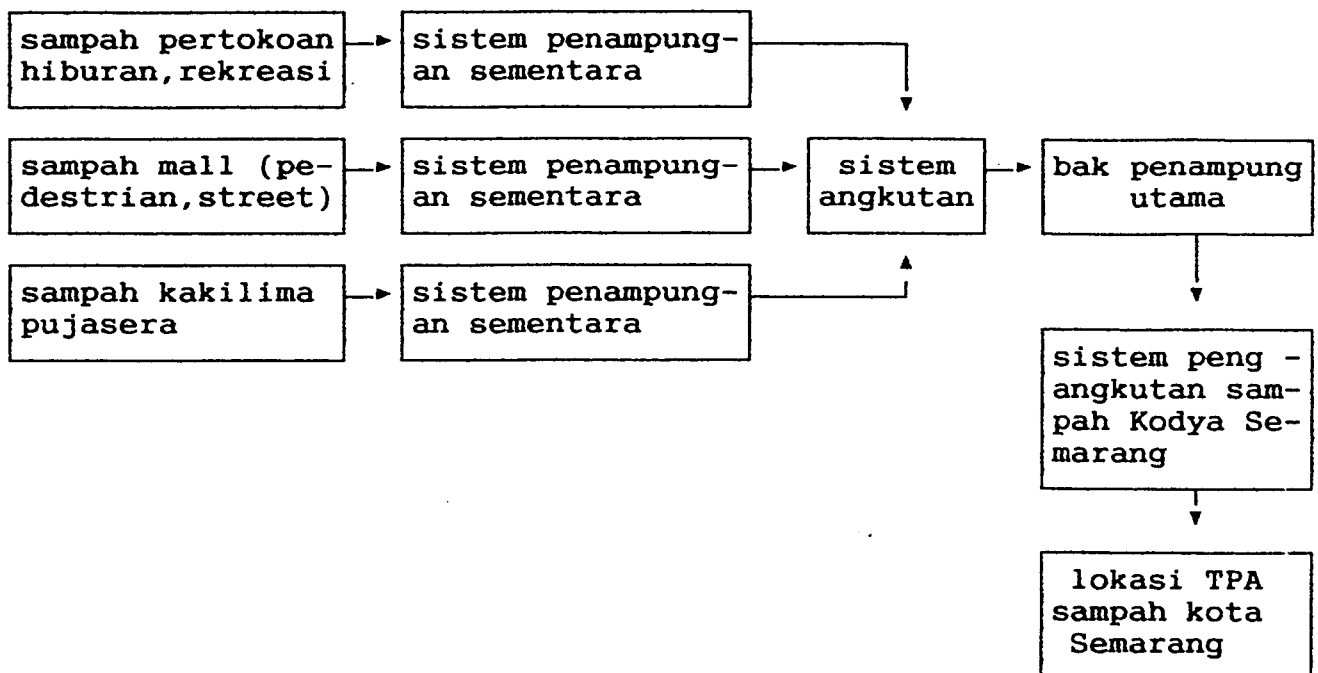 sampah pertokoan
hiburan,rekreasi
sistem penampung-
an sementara
sampah mall (pe-
destrian,street)
sistem penampung-
an sementara
sistem
angkutan
bak penampung
utama
sampah kakilima
pujasera
sistem penampung-
an sementara
sistem peng -
angkutan sam-
pah Kodya Se-
marang
lokasi TPA
sampah kota
Semarang